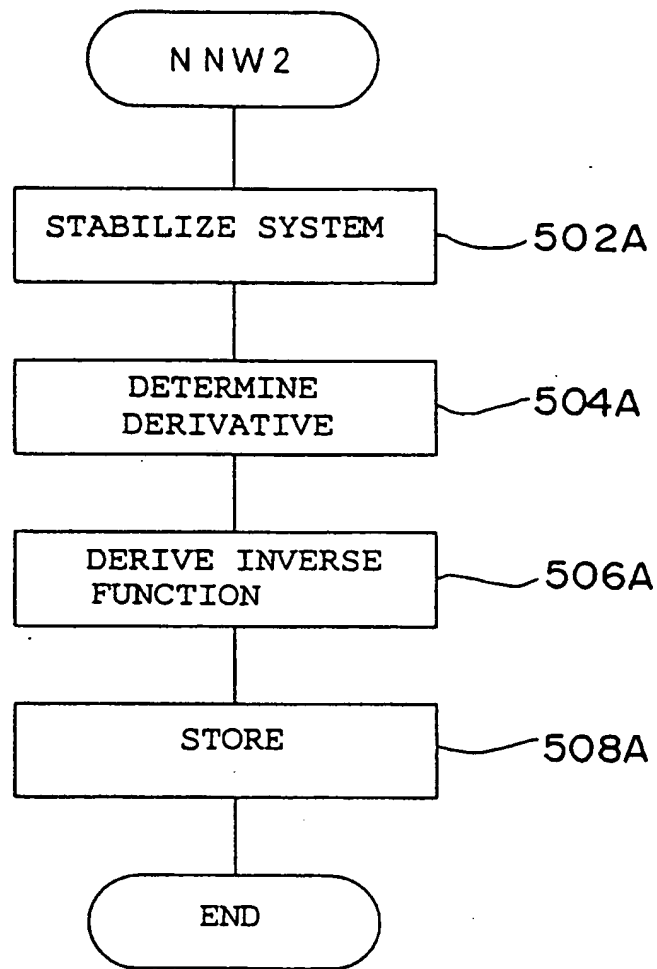 NNW2
STABILIZE SYSTEM
502A
DETERMINE
DERIVATIVE
504A
DERIVE INVERSE
FUNCTION
506A
STORE
508A
END